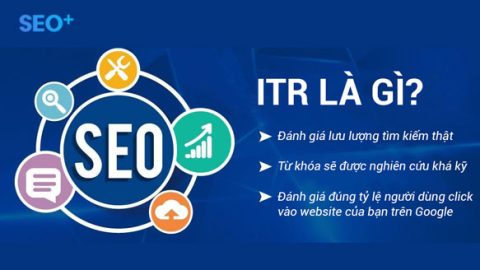 SEO+
SEO
ITR LÀ GÌ?
Đánh giá lưu lượng tìm kiếm thật
Từ khóa sẽ được nghiên cứu khá kỹ
Đánh giá đúng tỷ lệ người dùng click
vào website của bạn trên Google